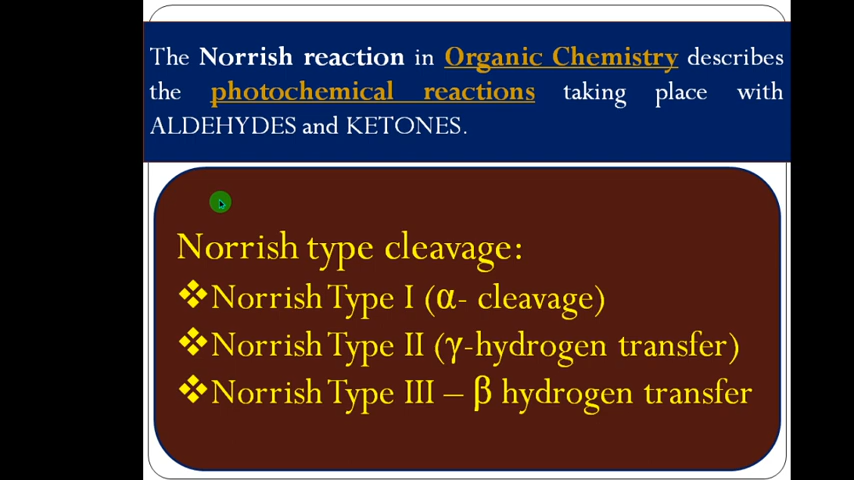 The Norrish reaction in Organic Chemistry describes
the photochemical reactions taking place with
ALDEHYDES and KETONES.
Norrish type cleavage:
❖Norrish Type I (α- cleavage)
❖Norrish Type II (γ-hydrogen transfer)
❖Norrish Type III – β hydrogen transfer